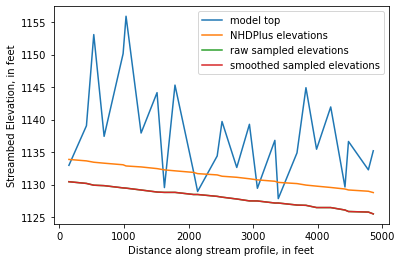 model top
NHDPlus elevations
raw sampled elevations
smoothed sampled elevations
Streambed Elevation, in feet
1155
1150
1145
1140
1135
1130
1125
0
1000
2000
3000
4000
5000
Distance along stream profile, in feet